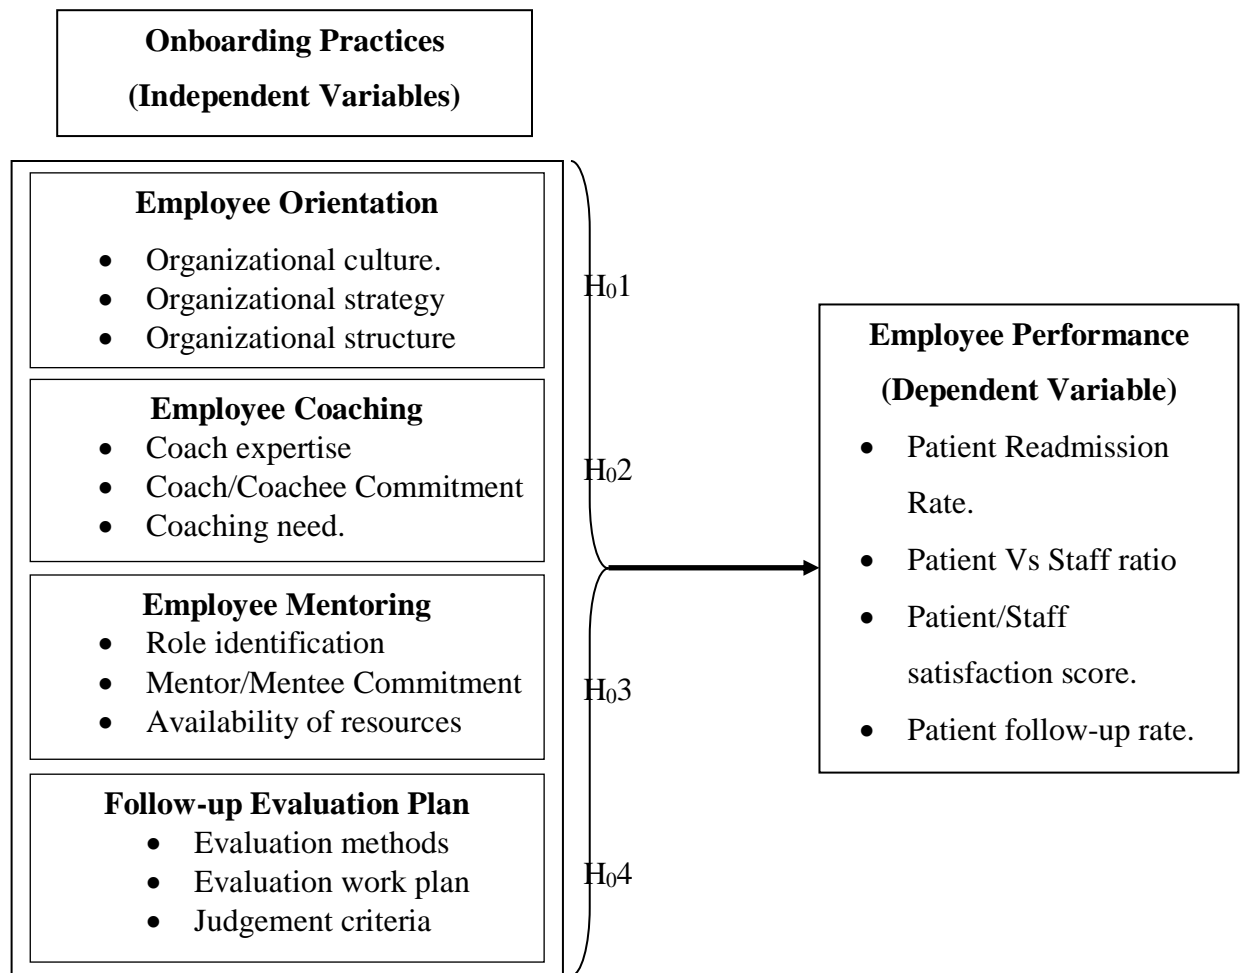 Onboarding Practices
(Independent Variables)
Employee Orientation
• Organizational culture.
• Organizational strategy
• Organizational structure
H₀1
Employee Coaching
• Coach expertise
• Coach/Coachee Commitment
• Coaching need.
H₀2
Employee Mentoring
• Role identification
• Mentor/Mentee Commitment
• Availability of resources
H₀3
Follow-up Evaluation Plan
• Evaluation methods
• Evaluation work plan
• Judgement criteria
H₀4
Employee Performance
(Dependent Variable)
• Patient Readmission
Rate.
• Patient Vs Staff ratio
• Patient/Staff
satisfaction score.
• Patient follow-up rate.